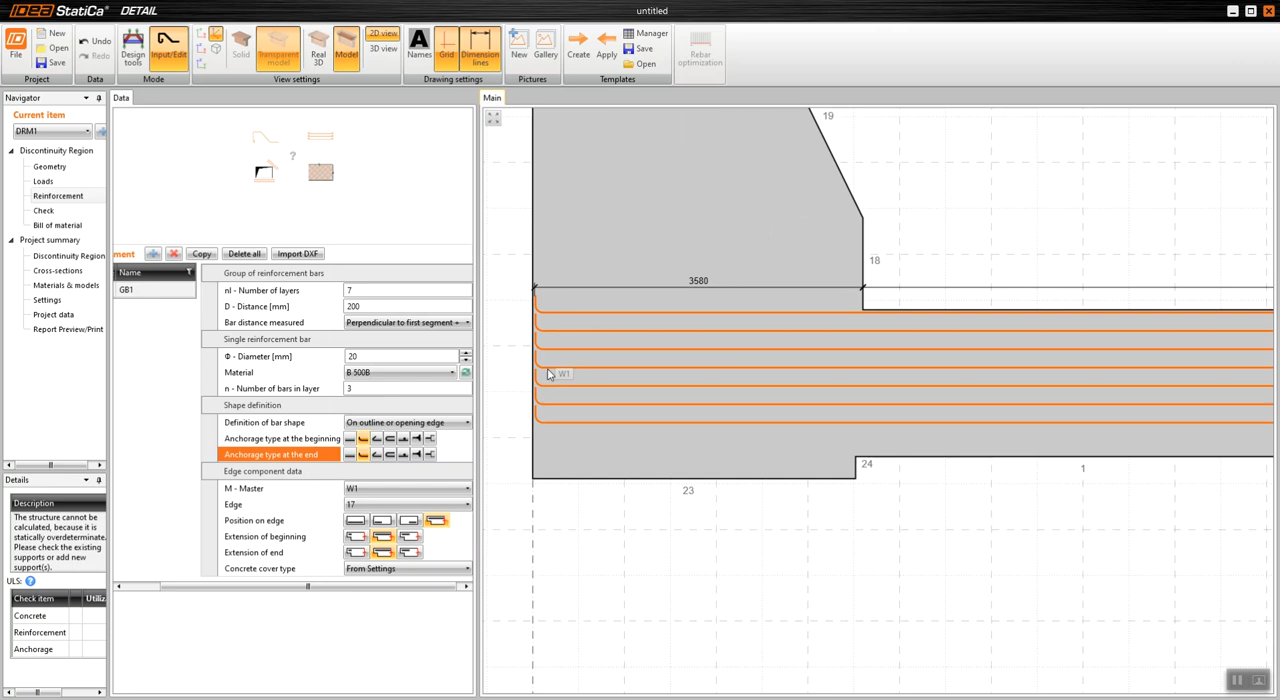 IDEA StatiCa® DETAIL
untitled
File
New
Open
Save
Project
Undo
Redo
Data
Design tools
Input/Edit
Mode
Solid
Transparent model
Real 3D
Model
2D view
3D view
View settings
Names
Grid
Dimension lines
Drawing settings
New
Gallery
Pictures
Create
Apply
Manager
Save
Open
Templates
Rebar optimization
Navigator
Current item
DRM1
Discontinuity Region
Geometry
Loads
Reinforcement
Check
Bill of material
Project summary
Discontinuity Region
Cross-sections
Materials & models
Settings
Project data
Report Preview/Print
Details
Description
The structure cannot be
calculated, because it is
statically overdeterminate.
Please check the existing
supports or add new
support(s).
ULS: ?
Check item
Utiliz
Concrete
Reinforcement
Anchorage
Data
?
ment
Copy
Delete all
Import DXF
Name
GB1
Group of reinforcement bars
nl - Number of layers 7
D - Distance [mm] 200
Bar distance measured Perpendicular to first segment +
Single reinforcement bar
Φ - Diameter [mm] 20
Material B 500B
n - Number of bars in layer 3
Shape definition
Definition of bar shape On outline or opening edge
Anchorage type at the beginning
Anchorage type at the end
Edge component data
M - Master W1
Edge 17
Position on edge
Extension of beginning
Extension of end
Concrete cover type From Settings
Main
19
18
3580
W1
24
1
23